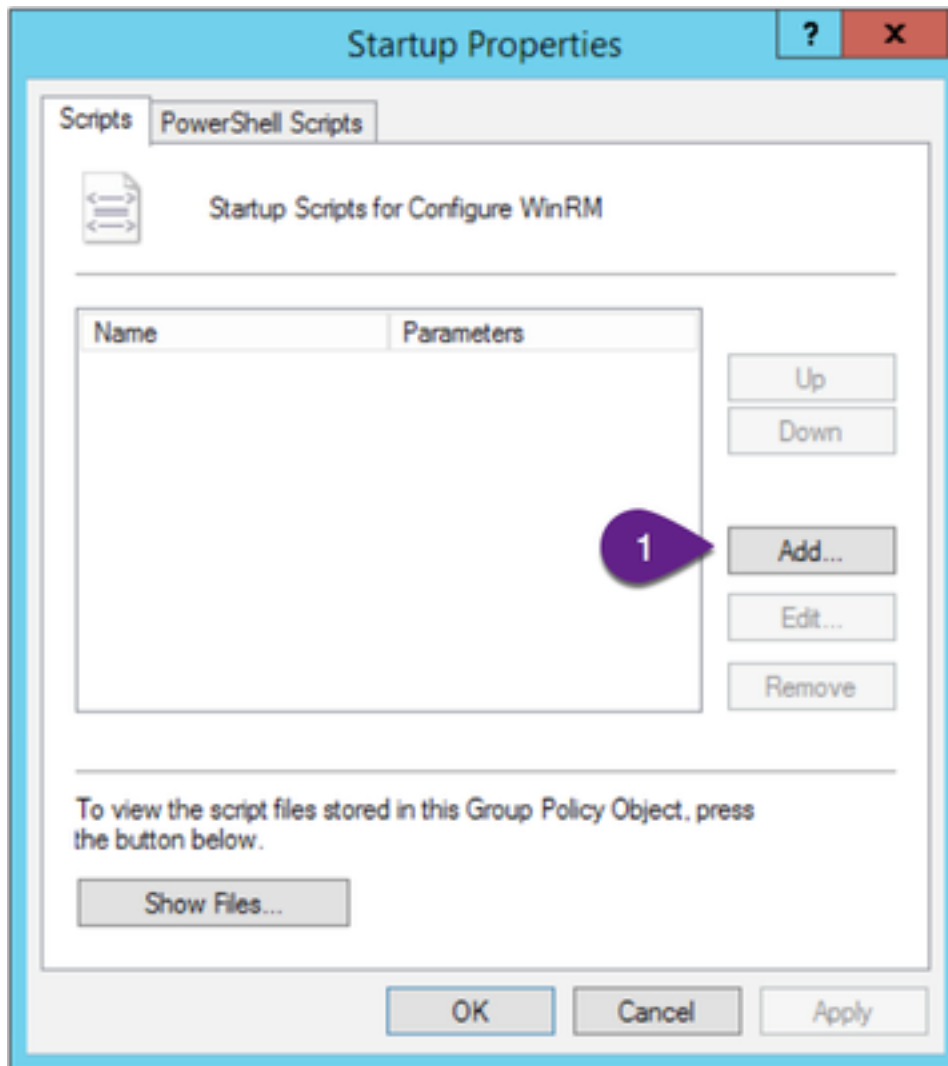 Startup Properties
?
x
Scripts
PowerShell Scripts
Startup Scripts for Configure WinRM
Name
Parameters
Up
Down
1
Add...
Edit...
Remove
To view the script files stored in this Group Policy Object, press
the button below.
Show Files...
OK
Cancel
Apply